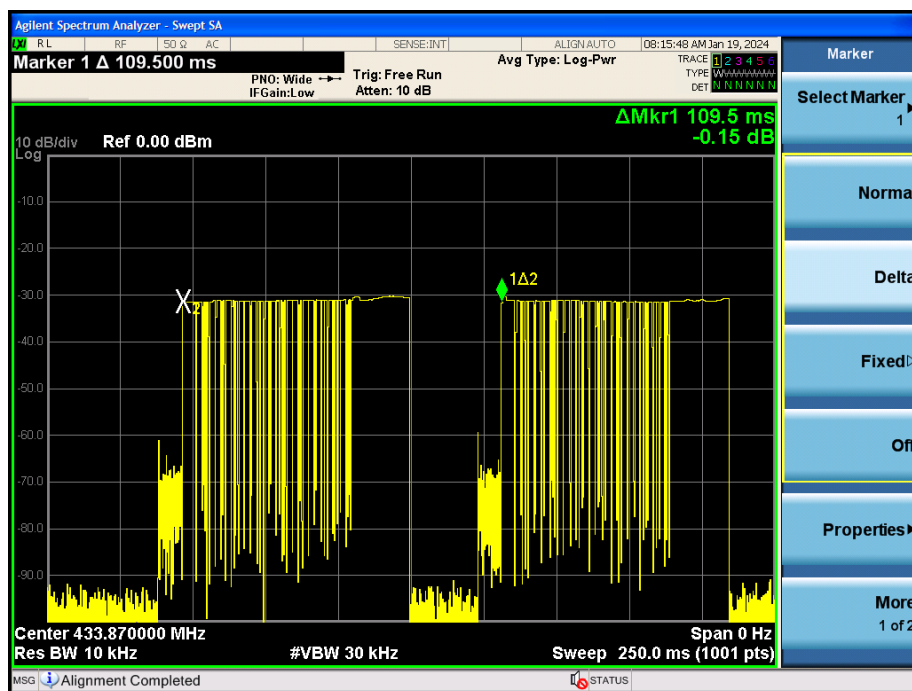 Agilent Spectrum Analyzer - Swept SA
LXI RL RF 50 Ω AC SENSE:INT ALIGN AUTO 08:15:48 AM Jan 19, 2024
Marker 1 Δ 109.500 ms
PNO: Wide
IFGain:Low
Trig: Free Run
Atten: 10 dB
Avg Type: Log-Pwr
TRACE 1 2 3 4 5 6
TYPE W
DET N N N N N N
ΔMkr1 109.5 ms
-0.15 dB
10 dB/div Ref 0.00 dBm
Log
-10.0
-20.0
-30.0
-40.0
-50.0
-60.0
-70.0
-80.0
-90.0
X2
1Δ2
Center 433.870000 MHz Span 0 Hz
Res BW 10 kHz #VBW 30 kHz Sweep 250.0 ms (1001 pts)
MSG Alignment Completed STATUS
Marker
Select Marker
1
Norma
Delta
Fixed
Off
Properties
More
1 of 2